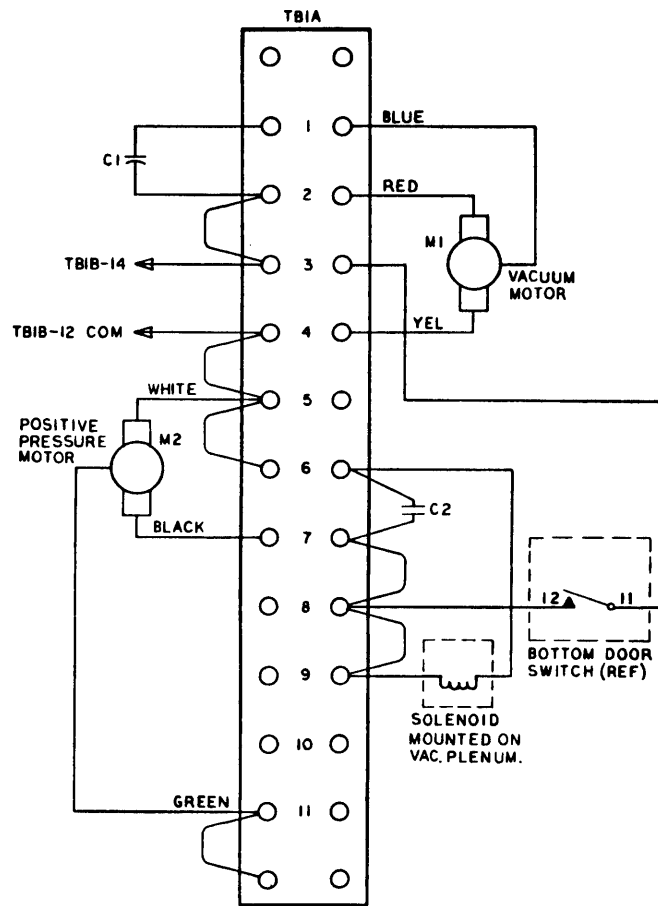 TB1A
1
BLUE
C1
2
RED
M1
TB1B-14
3
VACUUM
MOTOR
TB1B-12 COM
4
YEL
WHITE
5
POSITIVE
PRESSURE
MOTOR
M2
6
C2
BLACK
7
8
12
11
BOTTOM DOOR
SWITCH (REF)
9
SOLENOID
MOUNTED ON
VAC. PLENUM.
10
GREEN
11